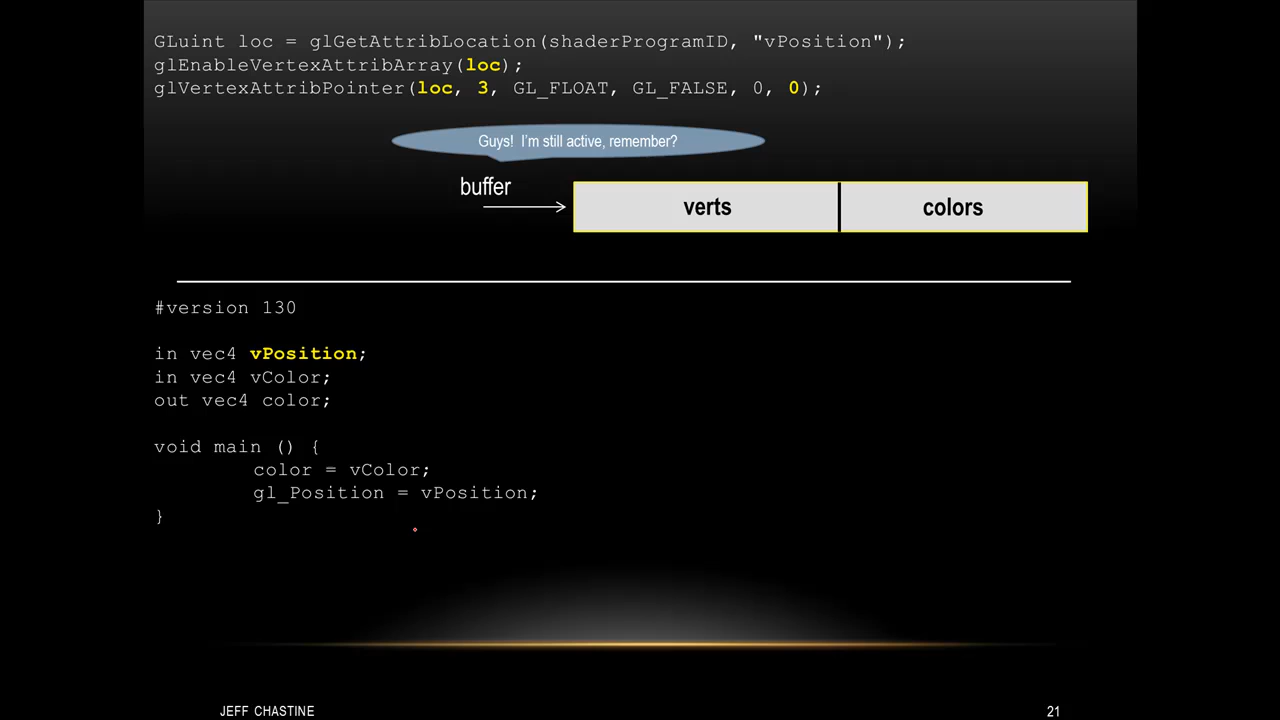 GLuint loc = glGetAttribLocation(shaderProgramID, "vPosition");
glEnableVertexAttribArray(loc);
glVertexAttribPointer(loc, 3, GL_FLOAT, GL_FALSE, 0, 0);
Guys! I'm still active, remember?
buffer
verts colors
#version 130
in vec4 vPosition;
in vec4 vColor;
out vec4 color;
void main () {
color = vColor;
gl_Position = vPosition;
}
JEFF CHASTINE 21